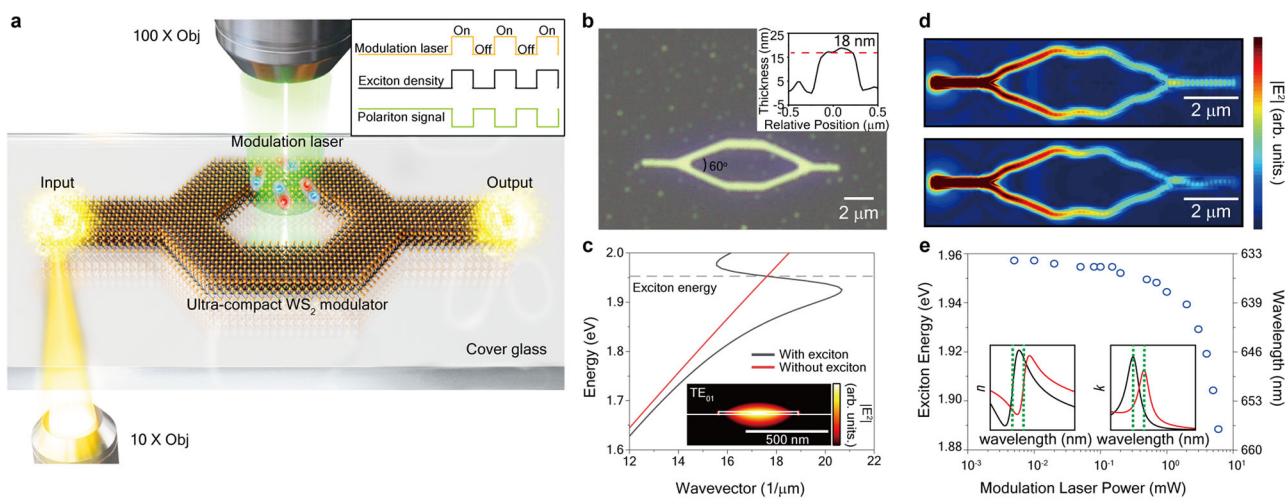 a
100 X Obj
On On On
Modulation laser
Off Off
Exciton density
Polariton signal
Modulation laser
Input
Output
Ultra-compact WS2 modulator
Cover glass
10 X Obj
b
Thickness (nm)
25
15
5
-5
18 nm
-0.5 0.0 0.5
Relative Position (μm)
60°
2 μm
c
Energy (eV)
2.0
1.9
1.8
1.7
1.6
Exciton energy
With exciton
Without exciton
TE01
500 nm
|E²|
(arb. units.)
12 14 16 18 20 22
Wavevector (1/μm)
d
2 μm
2 μm
|E²| (arb. units.)
e
Exciton Energy (eV)
1.96
1.94
1.92
1.90
1.88
633
639
646
653
660
Wavelength (nm)
n
wavelength (nm)
k
wavelength (nm)
10-3 10-2 10-1 100 101
Modulation Laser Power (mW)